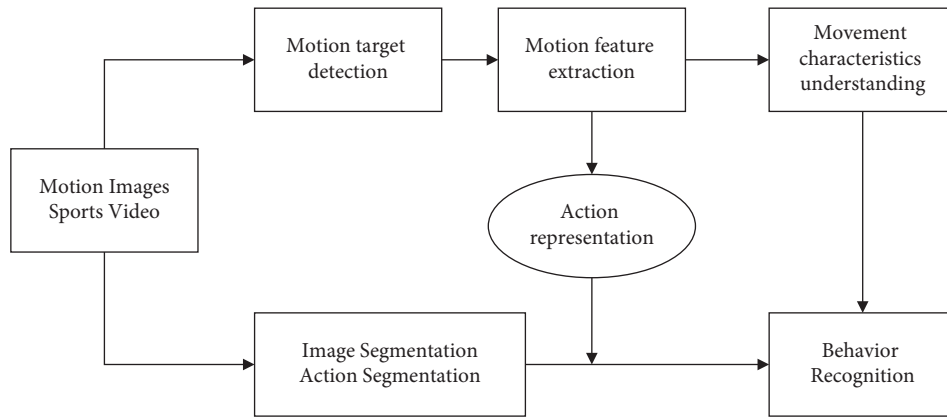 Motion target
detection
Motion feature
extraction
Movement
characteristics
understanding
Motion Images
Sports Video
Action
representation
Image Segmentation
Action Segmentation
Behavior
Recognition